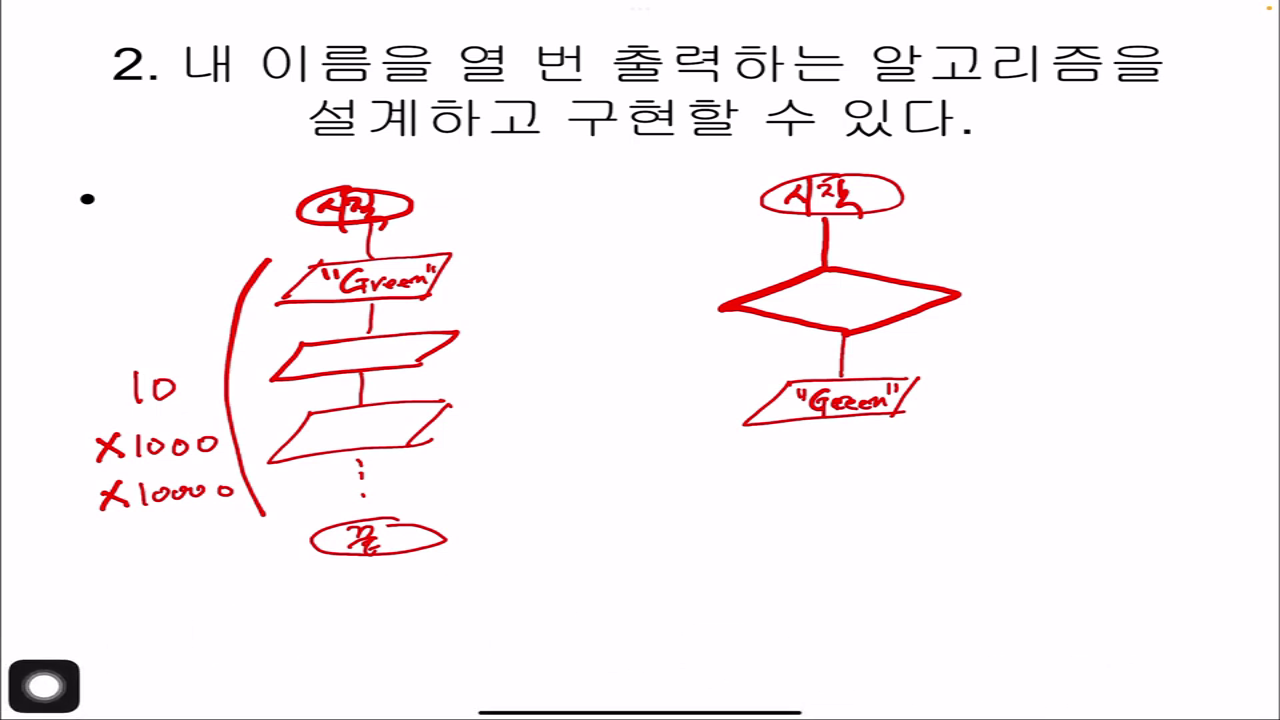 2. 내 이름을 열 번 출력하는 알고리즘을
설계하고 구현할 수 있다.
시작
"Green"
10
X1000
X10000
끝
시작
"Green"